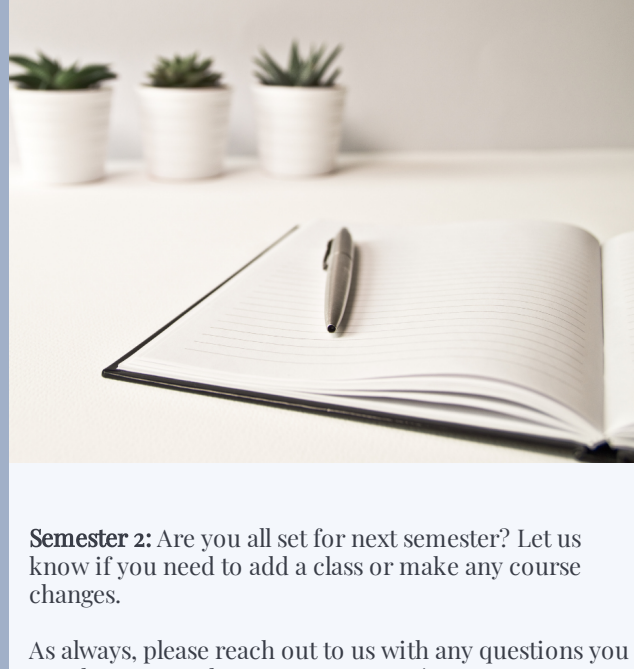 Semester 2: Are you all set for next semester? Let us
know if you need to add a class or make any course
changes.
As always, please reach out to us with any questions you